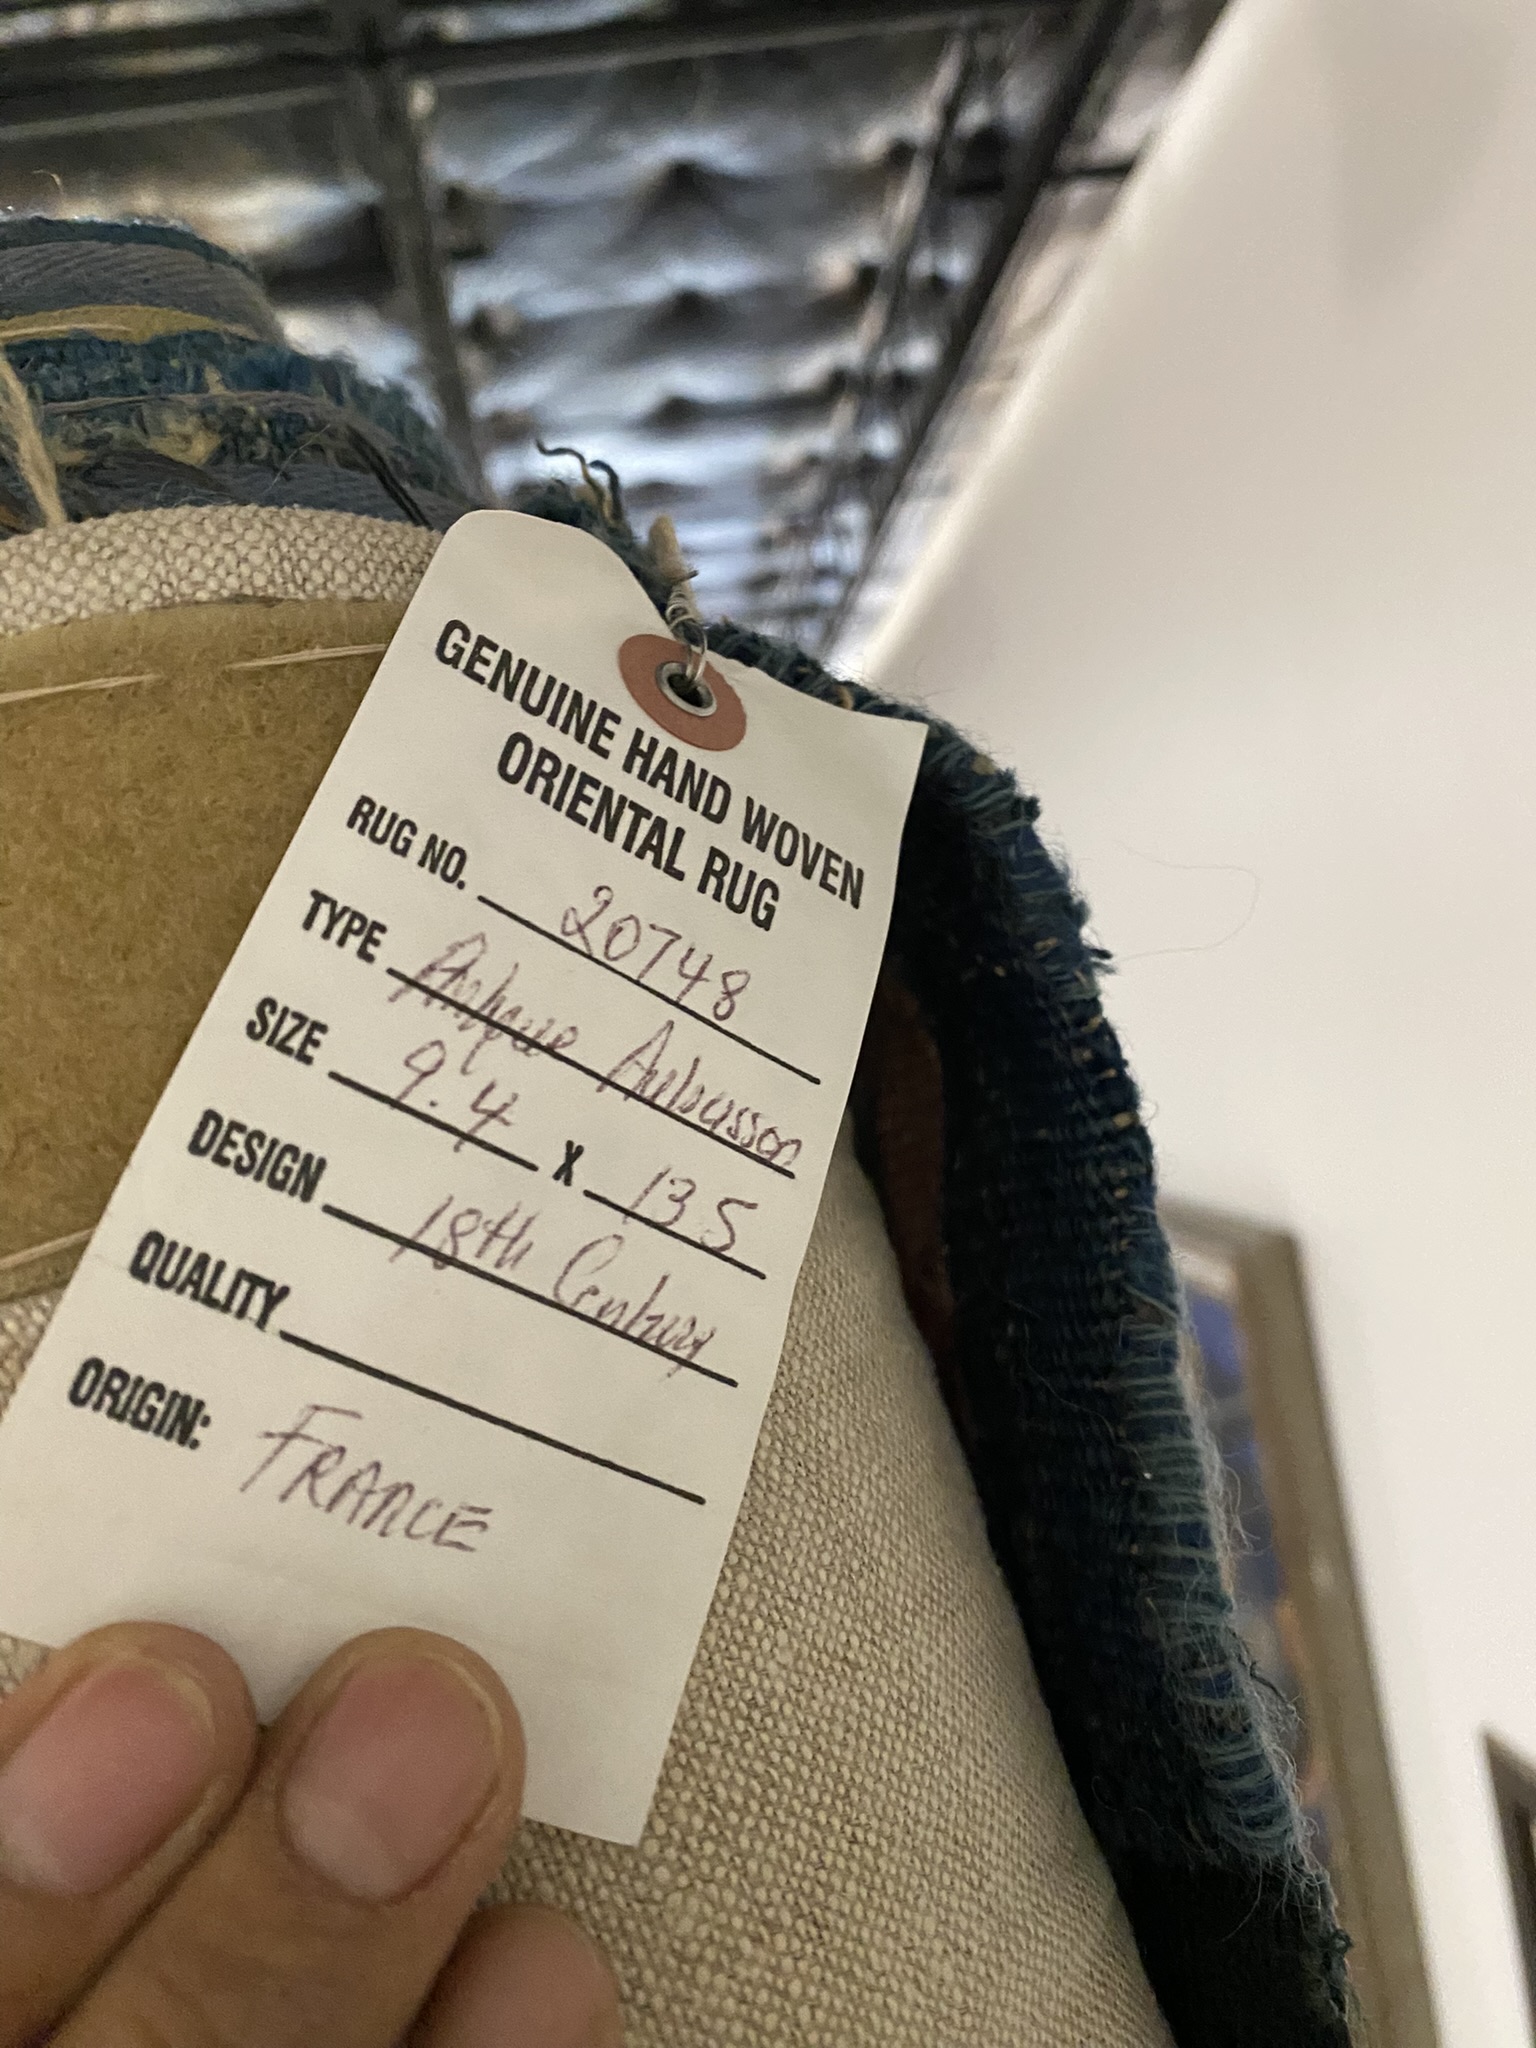 GENUINE HAND WOVEN
ORIENTAL RUG
RUG NO. 20748
TYPE Antique Aubusson
SIZE 9.4 X 13.5
DESIGN 18th Century
QUALITY
ORIGIN: FRANCE